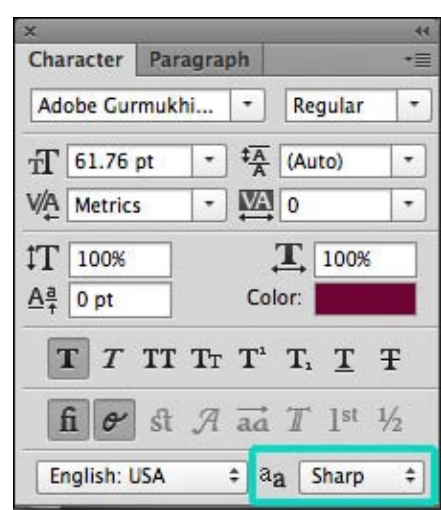 Character Paragraph
Adobe Gurmukhi... Regular
61.76 pt (Auto)
Metrics 0
100% 100%
0 pt Color:
T T TT Tr T¹ T₁ T T
fi st A aa T 1st ½
English: USA aa Sharp